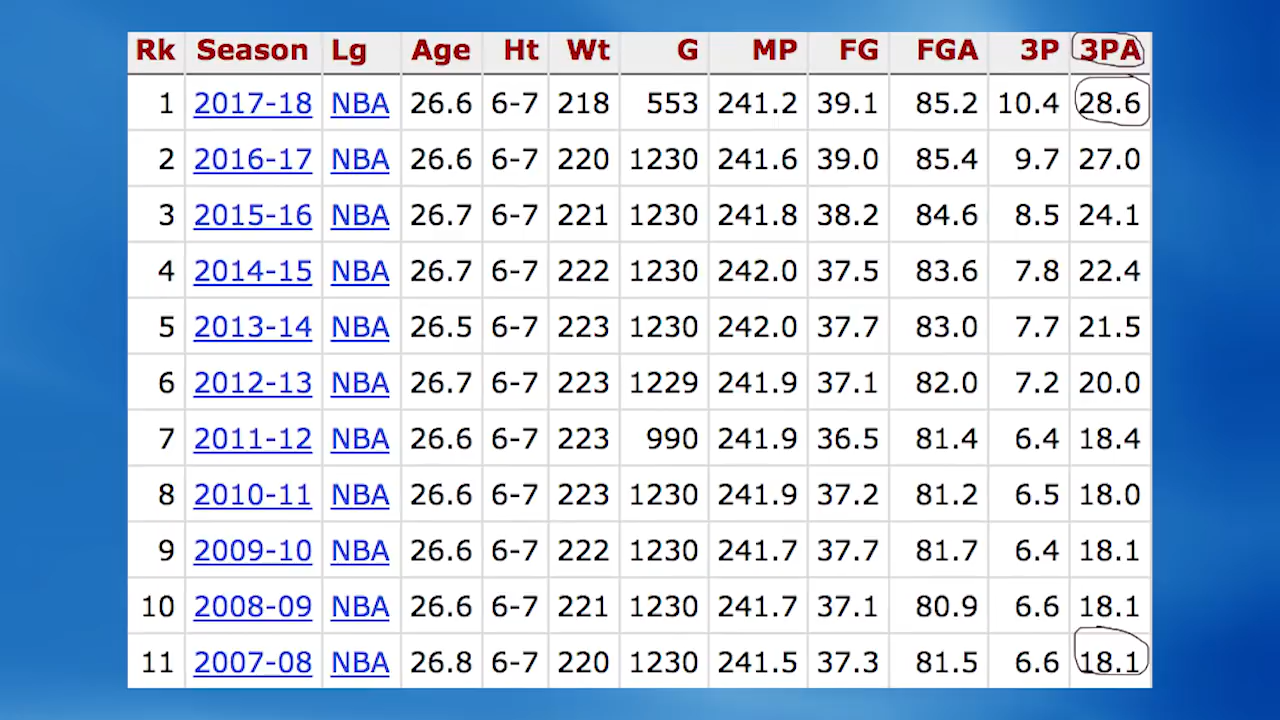 Rk Season Lg Age Ht Wt G MP FG FGA 3P 3PA
1 2017-18 NBA 26.6 6-7 218 553 241.2 39.1 85.2 10.4 28.6
2 2016-17 NBA 26.6 6-7 220 1230 241.6 39.0 85.4 9.7 27.0
3 2015-16 NBA 26.7 6-7 221 1230 241.8 38.2 84.6 8.5 24.1
4 2014-15 NBA 26.7 6-7 222 1230 242.0 37.5 83.6 7.8 22.4
5 2013-14 NBA 26.5 6-7 223 1230 242.0 37.7 83.0 7.7 21.5
6 2012-13 NBA 26.7 6-7 223 1229 241.9 37.1 82.0 7.2 20.0
7 2011-12 NBA 26.6 6-7 223 990 241.9 36.5 81.4 6.4 18.4
8 2010-11 NBA 26.6 6-7 223 1230 241.9 37.2 81.2 6.5 18.0
9 2009-10 NBA 26.6 6-7 222 1230 241.7 37.7 81.7 6.4 18.1
10 2008-09 NBA 26.6 6-7 221 1230 241.7 37.1 80.9 6.6 18.1
11 2007-08 NBA 26.8 6-7 220 1230 241.5 37.3 81.5 6.6 18.1